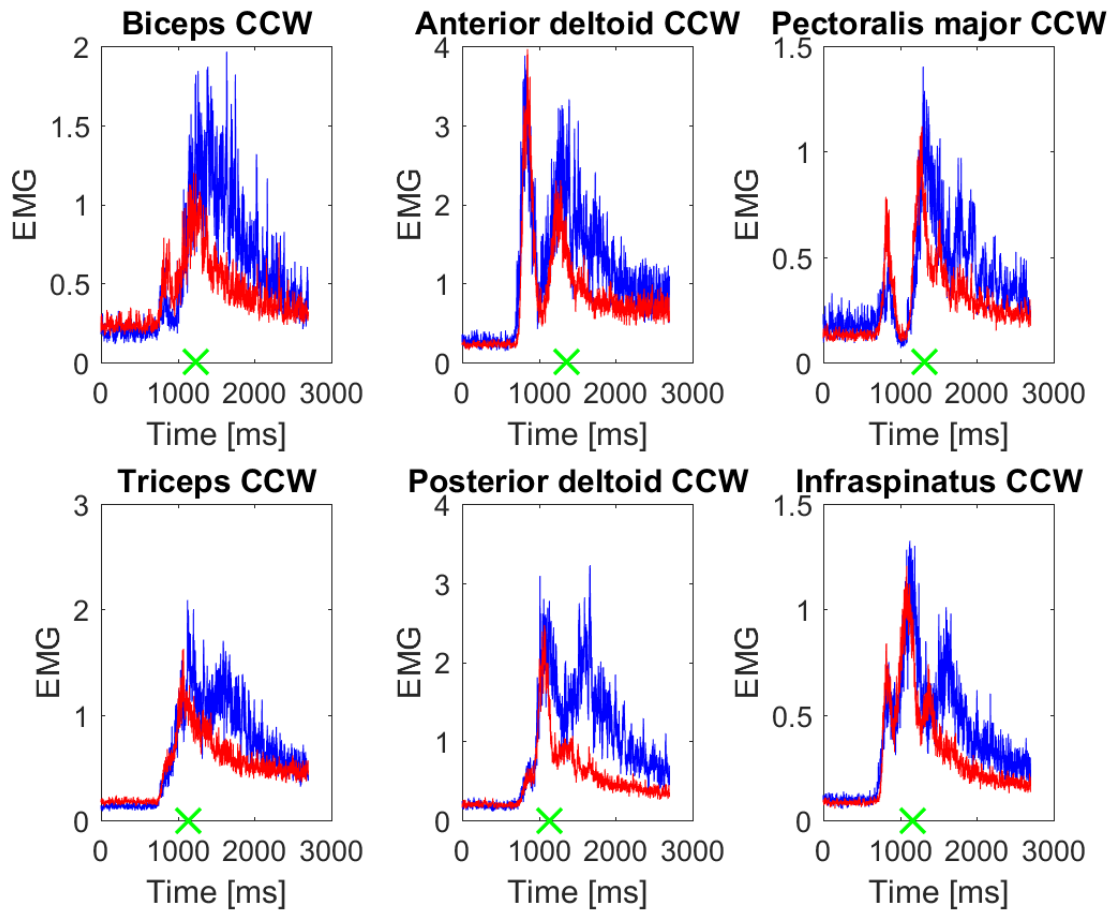 Biceps CCW
2
1.5
1
0.5
0
EMG
0 1000 2000 3000
Time [ms]
Anterior deltoid CCW
4
3
2
1
0
EMG
0 1000 2000 3000
Time [ms]
Pectoralis major CCW
1.5
1
0.5
0
EMG
0 1000 2000 3000
Time [ms]
Triceps CCW
3
2
1
0
EMG
0 1000 2000 3000
Time [ms]
Posterior deltoid CCW
4
3
2
1
0
EMG
0 1000 2000 3000
Time [ms]
Infraspinatus CCW
1.5
1
0.5
0
EMG
0 1000 2000 3000
Time [ms]